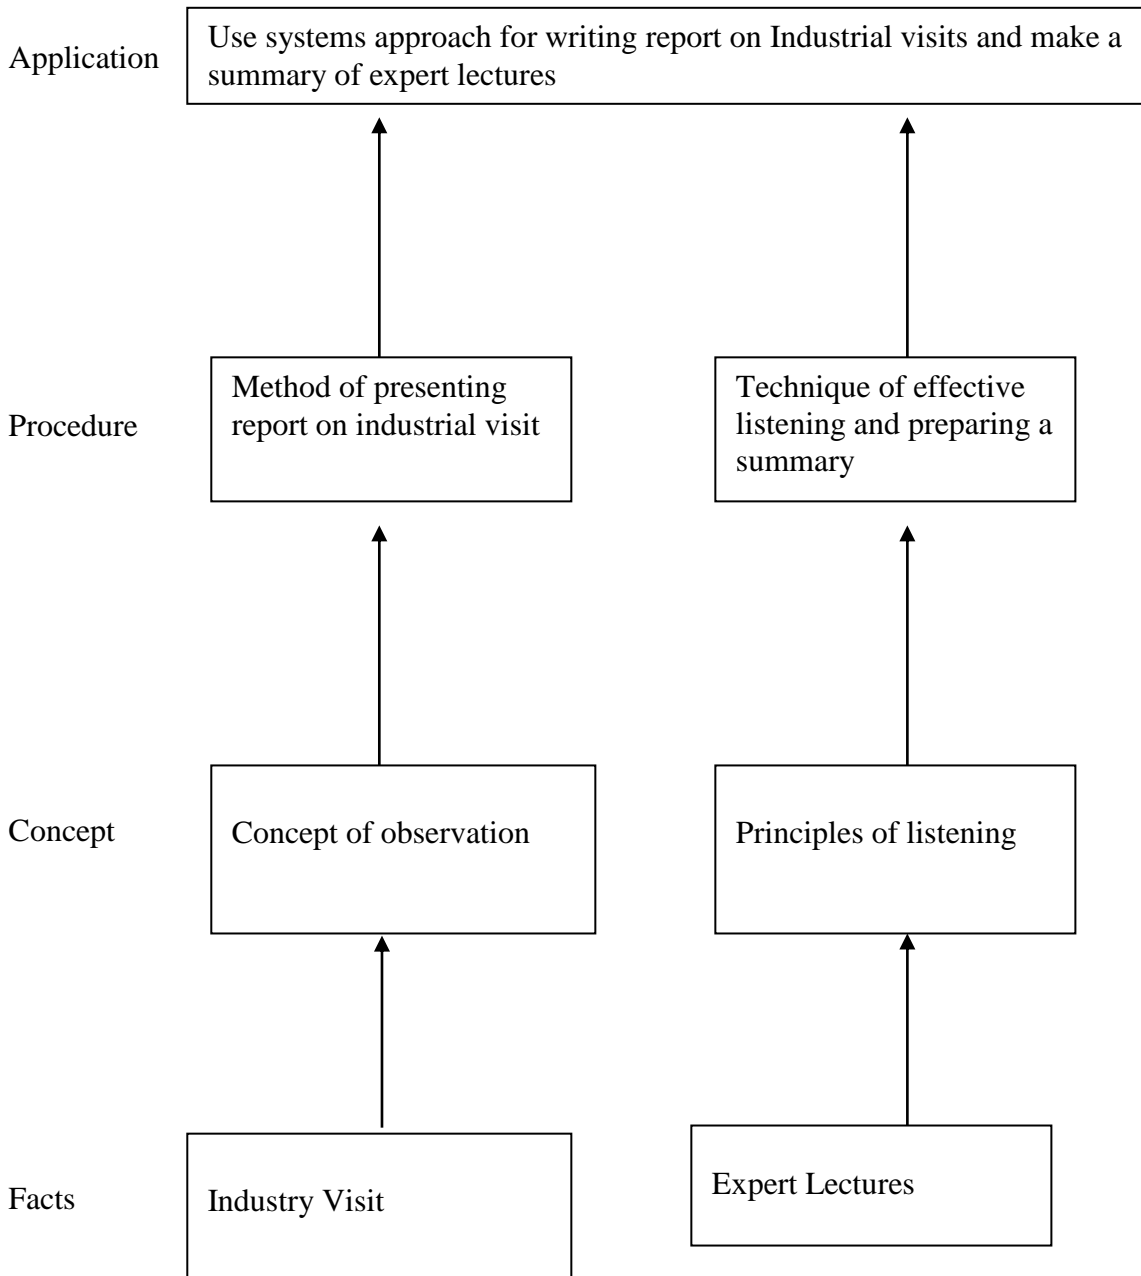 Application
Use systems approach for writing report on Industrial visits and make a
summary of expert lectures
Procedure
Method of presenting
report on industrial visit
Technique of effective
listening and preparing a
summary
Concept
Concept of observation
Principles of listening
Facts
Industry Visit
Expert Lectures